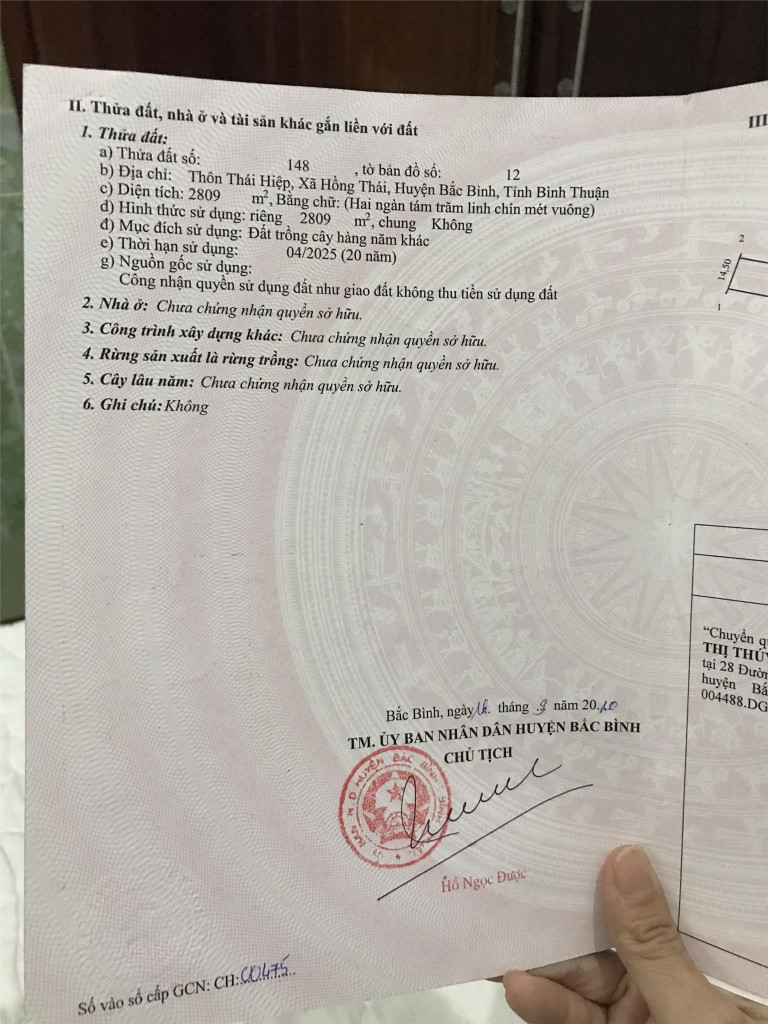 II. Thửa đất, nhà ở và tài sản khác gắn liền với đất
1. Thửa đất:
a) Thửa đất số: 148 , tờ bản đồ số: 12
b) Địa chỉ: Thôn Thái Hiệp, Xã Hồng Thái, Huyện Bắc Bình, Tỉnh Bình Thuận
c) Diện tích: 2809 m², Bằng chữ: (Hai ngàn tám trăm linh chín mét vuông)
d) Hình thức sử dụng: riêng 2809 m², chung Không
đ) Mục đích sử dụng: Đất trồng cây hàng năm khác
e) Thời hạn sử dụng: 04/2025 (20 năm)
g) Nguồn gốc sử dụng:
Công nhận quyền sử dụng đất như giao đất không thu tiền sử dụng đất
2. Nhà ở: Chưa chứng nhận quyền sở hữu.
3. Công trình xây dựng khác: Chưa chứng nhận quyền sở hữu.
4. Rừng sản xuất là rừng trồng: Chưa chứng nhận quyền sở hữu.
5. Cây lâu năm: Chưa chứng nhận quyền sở hữu.
6. Ghi chú: Không
Bắc Bình, ngày tháng 9 năm 20.10
TM. ỦY BAN NHÂN DÂN HUYỆN BẮC BÌNH
CHỦ TỊCH
HUYỆN BẮC BÌNH
Hồ Ngọc Được
Số vào sổ cấp GCN: CH:00475
III
2
14,50
1
"Chuyển q
THỊ THÚY
tại 28 Đườn
huyện Bắ
004488.DG